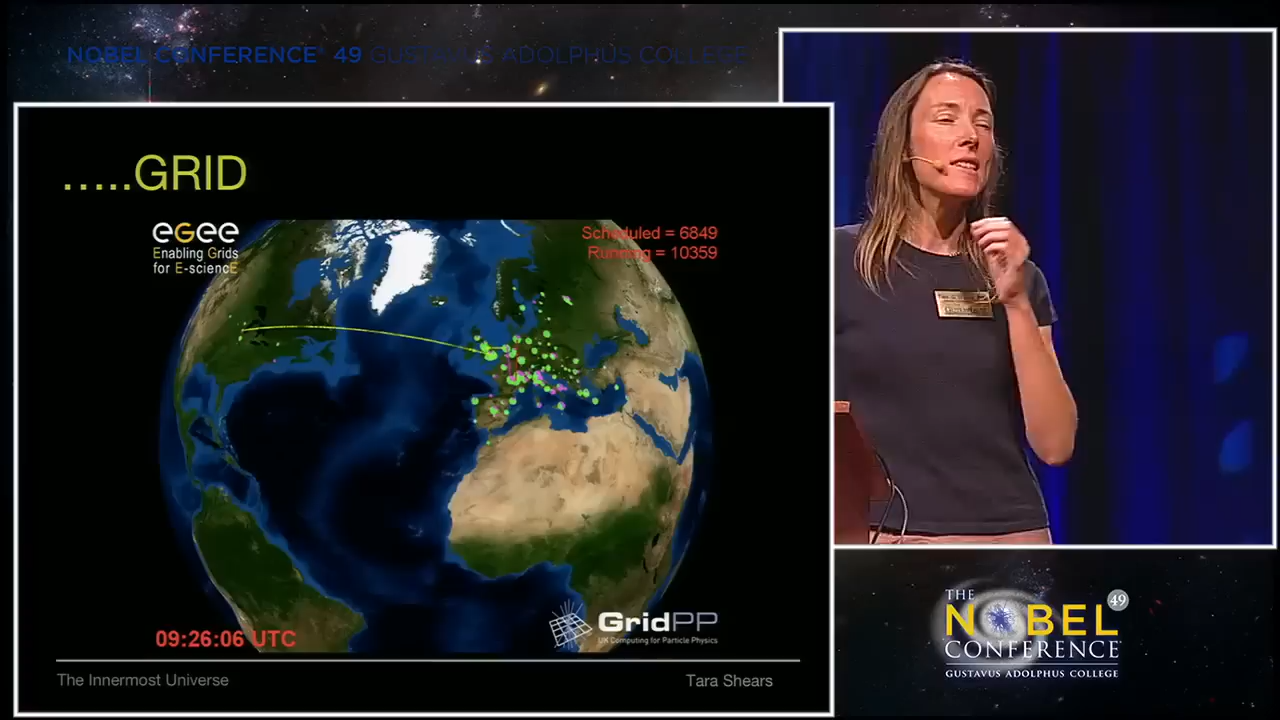 NOBEL CONFERENCE® 49 GUSTAVUS ADOLPHUS COLLEGE
.....GRID
egee
Enabling Grids
for E-sciencE
Scheduled = 6849
Running = 10359
09:26:06 UTC
GridPP
UK Computing for Particle Physics
The Innermost Universe
Tara Shears
THE
NOBEL
49
CONFERENCE
GUSTAVUS ADOLPHUS COLLEGE